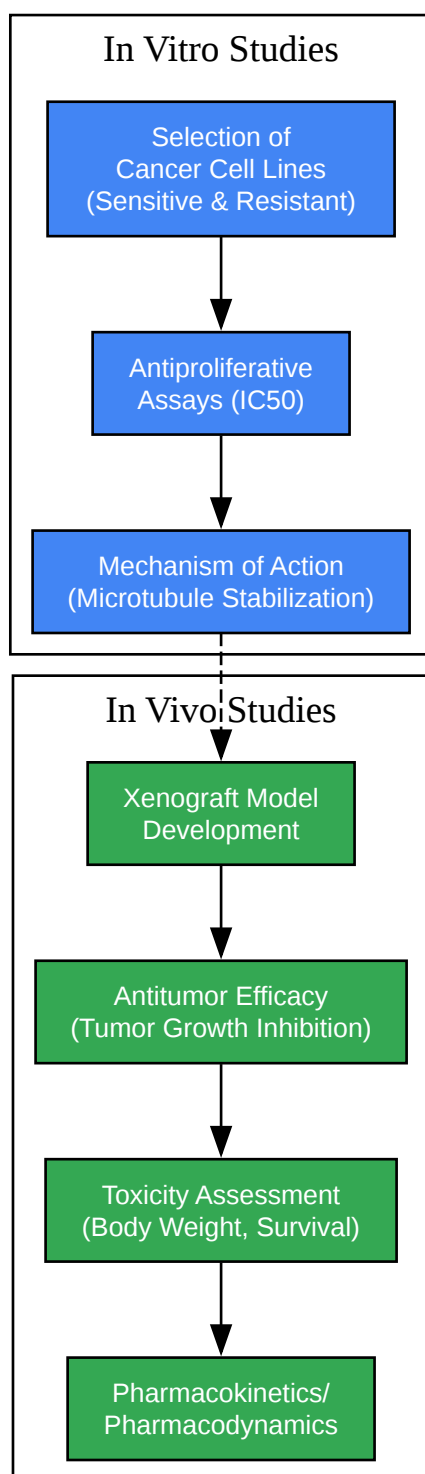 In Vitro Studies
Selection of
Cancer Cell Lines
(Sensitive & Resistant)
Antiproliferative
Assays (IC50)
Mechanism of Action
(Microtubule Stabilization)
In Vivo Studies
Xenograft Model
Development
Antitumor Efficacy
(Tumor Growth Inhibition)
Toxicity Assessment
(Body Weight, Survival)
Pharmacokinetics/
Pharmacodynamics